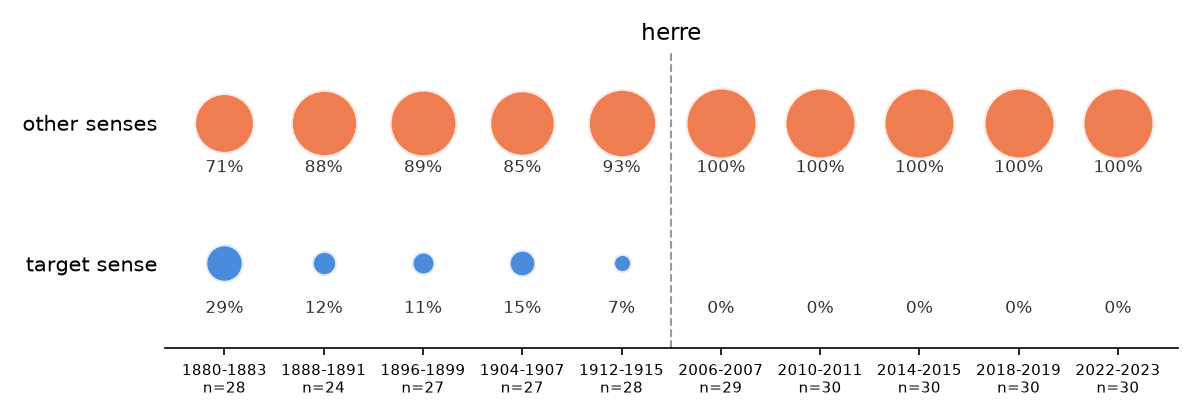 herre
other senses
71% 88% 89% 85% 93% 100% 100% 100% 100% 100%
target sense
29% 12% 11% 15% 7% 0% 0% 0% 0% 0%
1880-1883 1888-1891 1896-1899 1904-1907 1912-1915 2006-2007 2010-2011 2014-2015 2018-2019 2022-2023
n=28 n=24 n=27 n=27 n=28 n=29 n=30 n=30 n=30 n=30